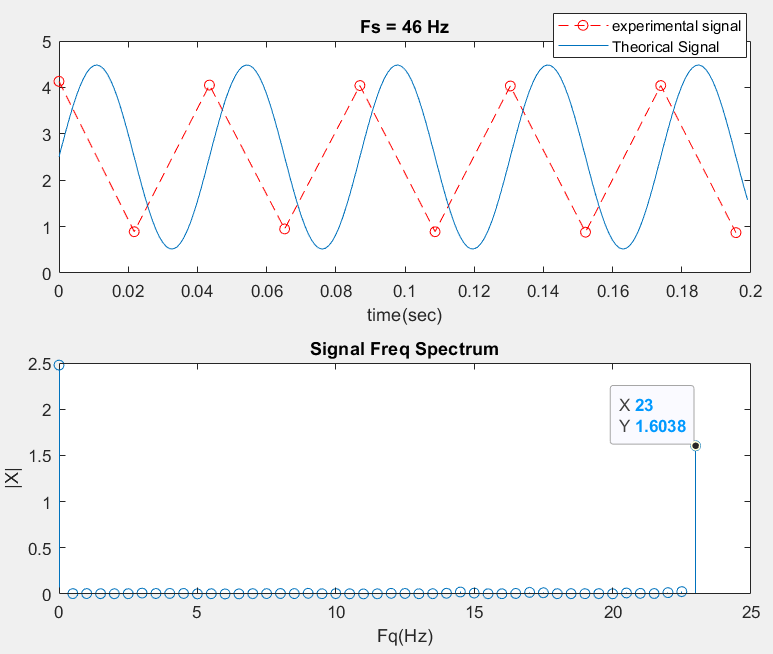 Fs = 46 Hz
experimental signal
Theorical Signal
5
4
3
2
1
0
0 0.02 0.04 0.06 0.08 0.1 0.12 0.14 0.16 0.18 0.2
time(sec)
Signal Freq Spectrum
2.5
2
1.5
1
0.5
0
|X|
X 23
Y 1.6038
0 5 10 15 20 25
Fq(Hz)